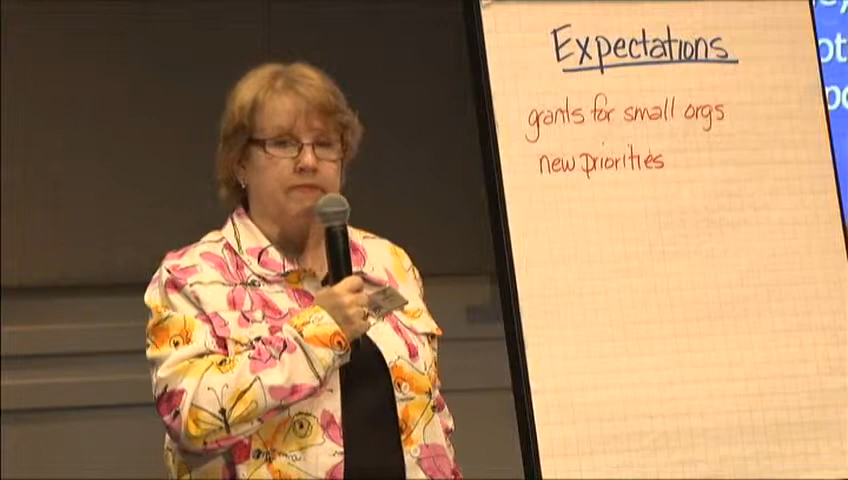 Expectations
grants for small orgs
new priorities